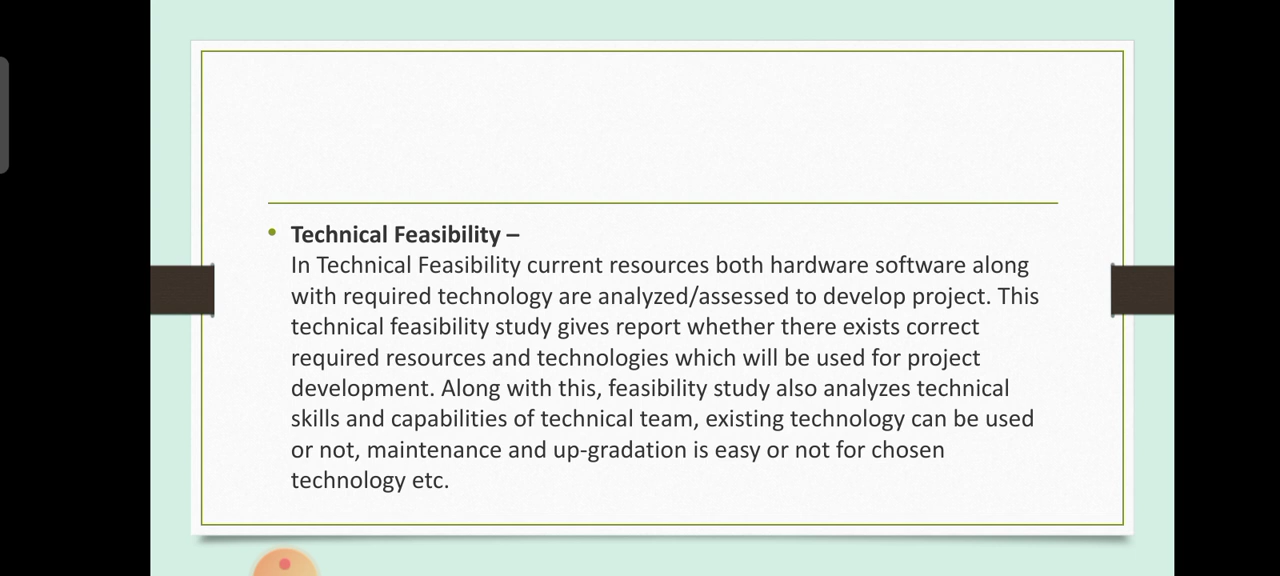 • Technical Feasibility –
In Technical Feasibility current resources both hardware software along
with required technology are analyzed/assessed to develop project. This
technical feasibility study gives report whether there exists correct
required resources and technologies which will be used for project
development. Along with this, feasibility study also analyzes technical
skills and capabilities of technical team, existing technology can be used
or not, maintenance and up-gradation is easy or not for chosen
technology etc.